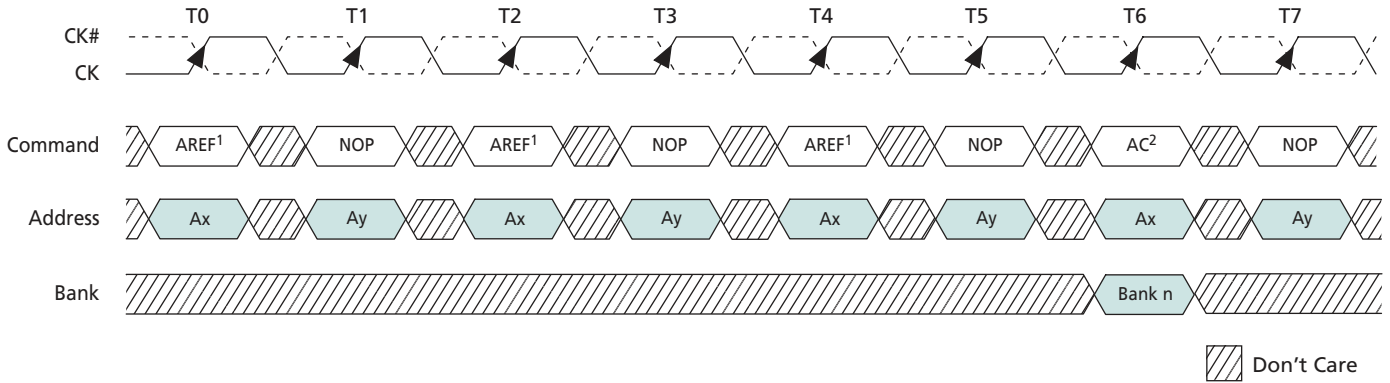 T0 T1 T2 T3 T4 T5 T6 T7
CK#
CK
Command AREF¹ NOP AREF¹ NOP AREF¹ NOP AC² NOP
Address Ax Ay Ax Ay Ax Ay Ax Ay
Bank Bank n
Don't Care